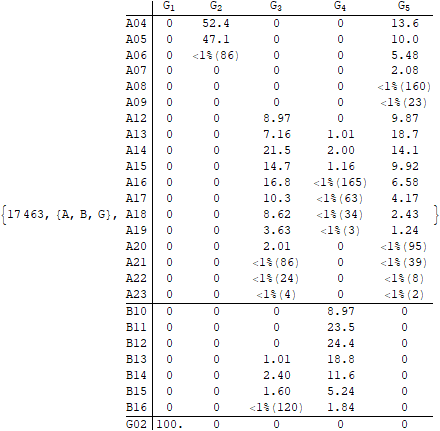 G1 G2 G3 G4 G5
A04 0 52.4 0 0 13.6
A05 0 47.1 0 0 10.0
A06 0 <1%(86) 0 0 5.48
A07 0 0 0 0 2.08
A08 0 0 0 0 <1%(160)
A09 0 0 0 0 <1%(23)
A12 0 0 8.97 0 9.87
A13 0 0 7.16 1.01 18.7
A14 0 0 21.5 2.00 14.1
A15 0 0 14.7 1.16 9.92
A16 0 0 16.8 <1%(165) 6.58
A17 0 0 10.3 <1%(63) 4.17
{17463, {A, B, G}, A18 0 0 8.62 <1%(34) 2.43 }
A19 0 0 3.63 <1%(3) 1.24
A20 0 0 2.01 0 <1%(95)
A21 0 0 <1%(86) 0 <1%(39)
A22 0 0 <1%(24) 0 <1%(8)
A23 0 0 <1%(4) 0 <1%(2)
B10 0 0 0 8.97 0
B11 0 0 0 23.5 0
B12 0 0 0 24.4 0
B13 0 0 1.01 18.8 0
B14 0 0 2.40 11.6 0
B15 0 0 1.60 5.24 0
B16 0 0 <1%(120) 1.84 0
G02 100. 0 0 0 0